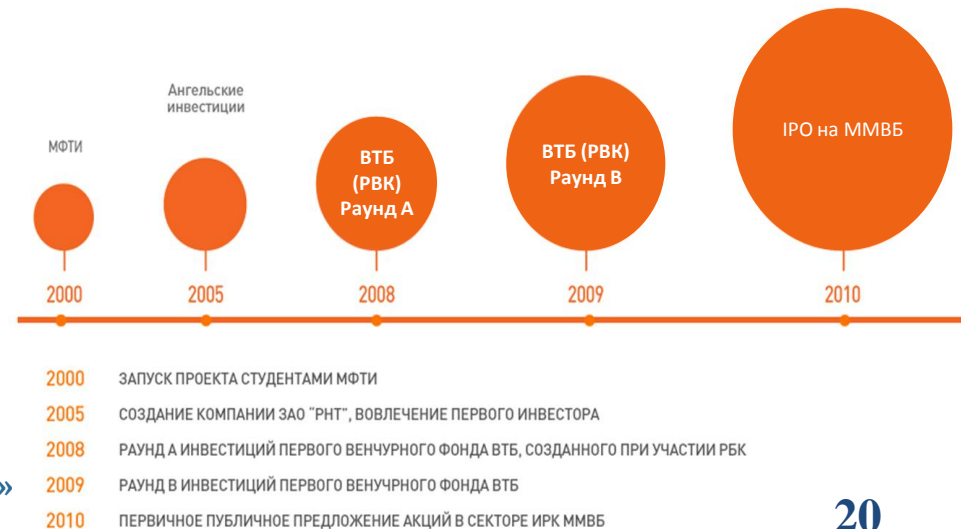 Ангельские
инвестиции
МФТИ
ВТБ
(РВК)
Раунд А
ВТБ (РВК)
Раунд В
IPO на ММВБ
2000
2005
2008
2009
2010
2000 ЗАПУСК ПРОЕКТА СТУДЕНТАМИ МФТИ
2005 СОЗДАНИЕ КОМПАНИИ ЗАО "РНТ", ВОВЛЕЧЕНИЕ ПЕРВОГО ИНВЕСТОРА
2008 РАУНД А ИНВЕСТИЦИЙ ПЕРВОГО ВЕНЧУРНОГО ФОНДА ВТБ, СОЗДАННОГО ПРИ УЧАСТИИ РБК
» 2009 РАУНД В ИНВЕСТИЦИЙ ПЕРВОГО ВЕНУЧРНОГО ФОНДА ВТБ
2010 ПЕРВИЧНОЕ ПУБЛИЧНОЕ ПРЕДЛОЖЕНИЕ АКЦИЙ В СЕКТОРЕ ИРК ММВБ
20